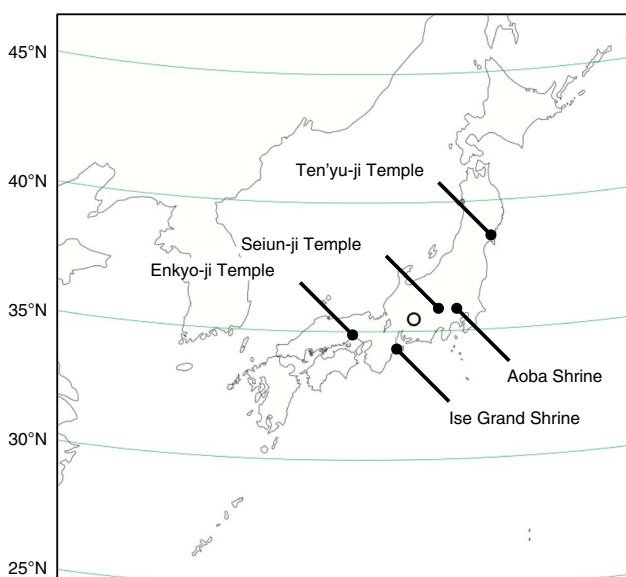 45°N
40°N
Ten'yu-ji Temple
Seiun-ji Temple
Enkyo-ji Temple
35°N
Aoba Shrine
Ise Grand Shrine
30°N
25°N